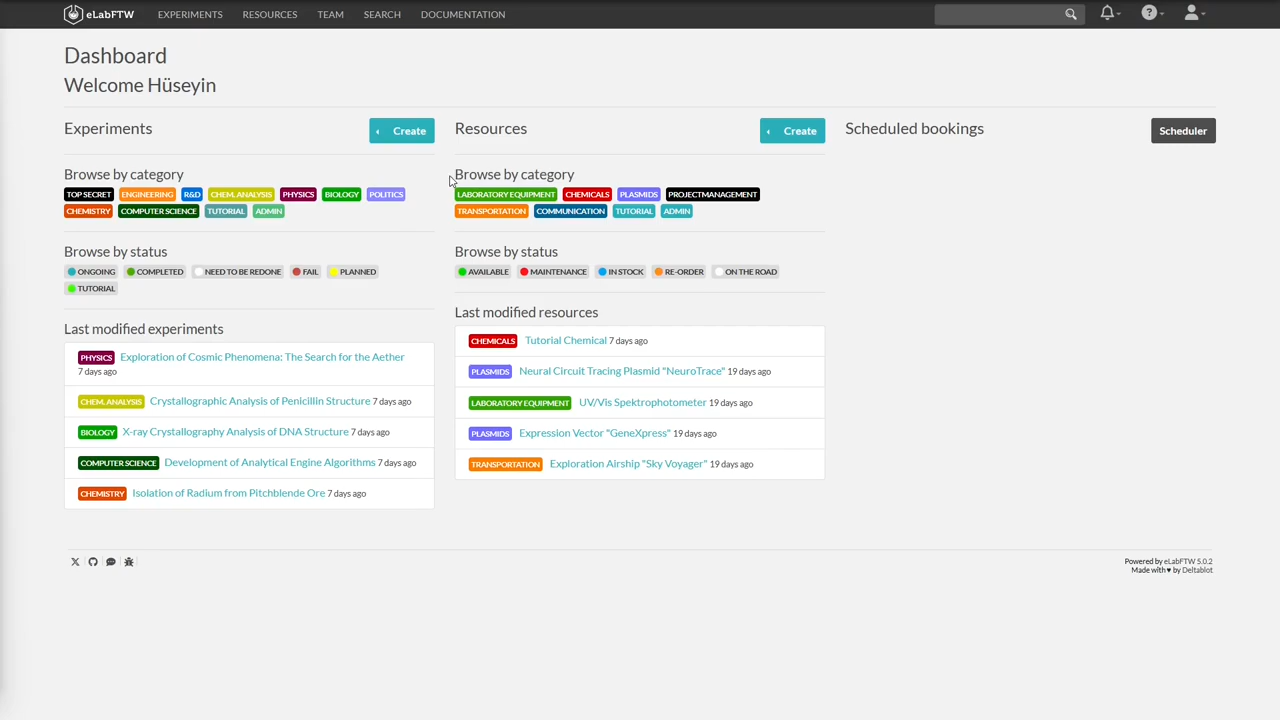 eLabFTW EXPERIMENTS RESOURCES TEAM SEARCH DOCUMENTATION
Dashboard
Welcome Hüseyin
Experiments
Create
Browse by category
TOP SECRET ENGINEERING R&D CHEM. ANALYSIS PHYSICS BIOLOGY POLITICS
CHEMISTRY COMPUTER SCIENCE TUTORIAL ADMIN
Browse by status
ONGOING COMPLETED NEED TO BE REDONE FAIL PLANNED
TUTORIAL
Last modified experiments
PHYSICS Exploration of Cosmic Phenomena: The Search for the Aether
7 days ago
CHEM. ANALYSIS Crystallographic Analysis of Penicillin Structure 7 days ago
BIOLOGY X-ray Crystallography Analysis of DNA Structure 7 days ago
COMPUTER SCIENCE Development of Analytical Engine Algorithms 7 days ago
CHEMISTRY Isolation of Radium from Pitchblende Ore 7 days ago
Resources
Create
Browse by category
LABORATORY EQUIPMENT CHEMICALS PLASMIDS PROJECTMANAGEMENT
TRANSPORTATION COMMUNICATION TUTORIAL ADMIN
Browse by status
AVAILABLE MAINTENANCE IN STOCK RE-ORDER ON THE ROAD
Last modified resources
CHEMICALS Tutorial Chemical 7 days ago
PLASMIDS Neural Circuit Tracing Plasmid "NeuroTrace" 19 days ago
LABORATORY EQUIPMENT UV/Vis Spektrophotometer 19 days ago
PLASMIDS Expression Vector "GeneXpress" 19 days ago
TRANSPORTATION Exploration Airship "Sky Voyager" 19 days ago
Scheduled bookings
Scheduler
Powered by eLabFTW 5.0.2
Made with ♥ by Deltablot